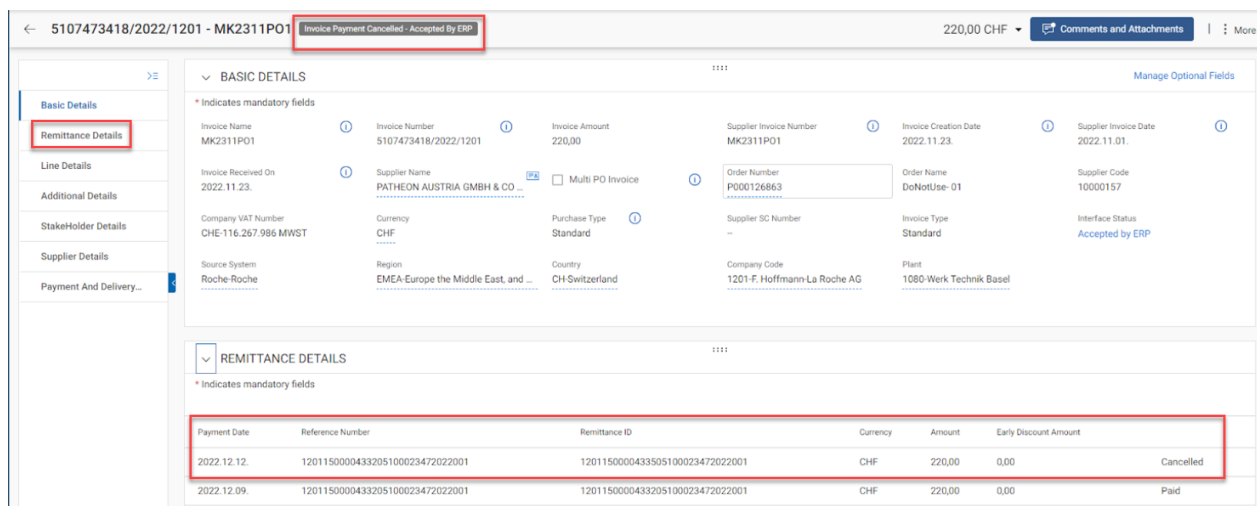 ← 5107473418/2022/1201 - MK2311PO1 Invoice Payment Cancelled - Accepted By ERP 220,00 CHF Comments and Attachments | More
Basic Details
Remittance Details
Line Details
Additional Details
StakeHolder Details
Supplier Details
Payment And Delivery...
BASIC DETAILS Manage Optional Fields
* Indicates mandatory fields
Invoice Name Invoice Number Invoice Amount Supplier Invoice Number Invoice Creation Date Supplier Invoice Date
MK2311PO1 5107473418/2022/1201 220,00 MK2311PO1 2022.11.23. 2022.11.01.
Invoice Received On Supplier Name Multi PO Invoice Order Number Order Name Supplier Code
2022.11.23. PATHEON AUSTRIA GMBH & CO ... P000126863 DoNotUse- 01 10000157
Company VAT Number Currency Purchase Type Supplier SC Number Invoice Type Interface Status
CHE-116.267.986 MWST CHF Standard – Standard Accepted by ERP
Source System Region Country Company Code Plant
Roche-Roche EMEA-Europe the Middle East, and ... CH-Switzerland 1201-F. Hoffmann-La Roche AG 1080-Werk Technik Basel
REMITTANCE DETAILS
* Indicates mandatory fields
Payment Date Reference Number Remittance ID Currency Amount Early Discount Amount
2022.12.12. 120115000043320510002347​2022001 120115000043350510002347​2022001 CHF 220,00 0,00 Cancelled
2022.12.09. 120115000043320510002347​2022001 120115000043320510002347​2022001 CHF 220,00 0,00 Paid